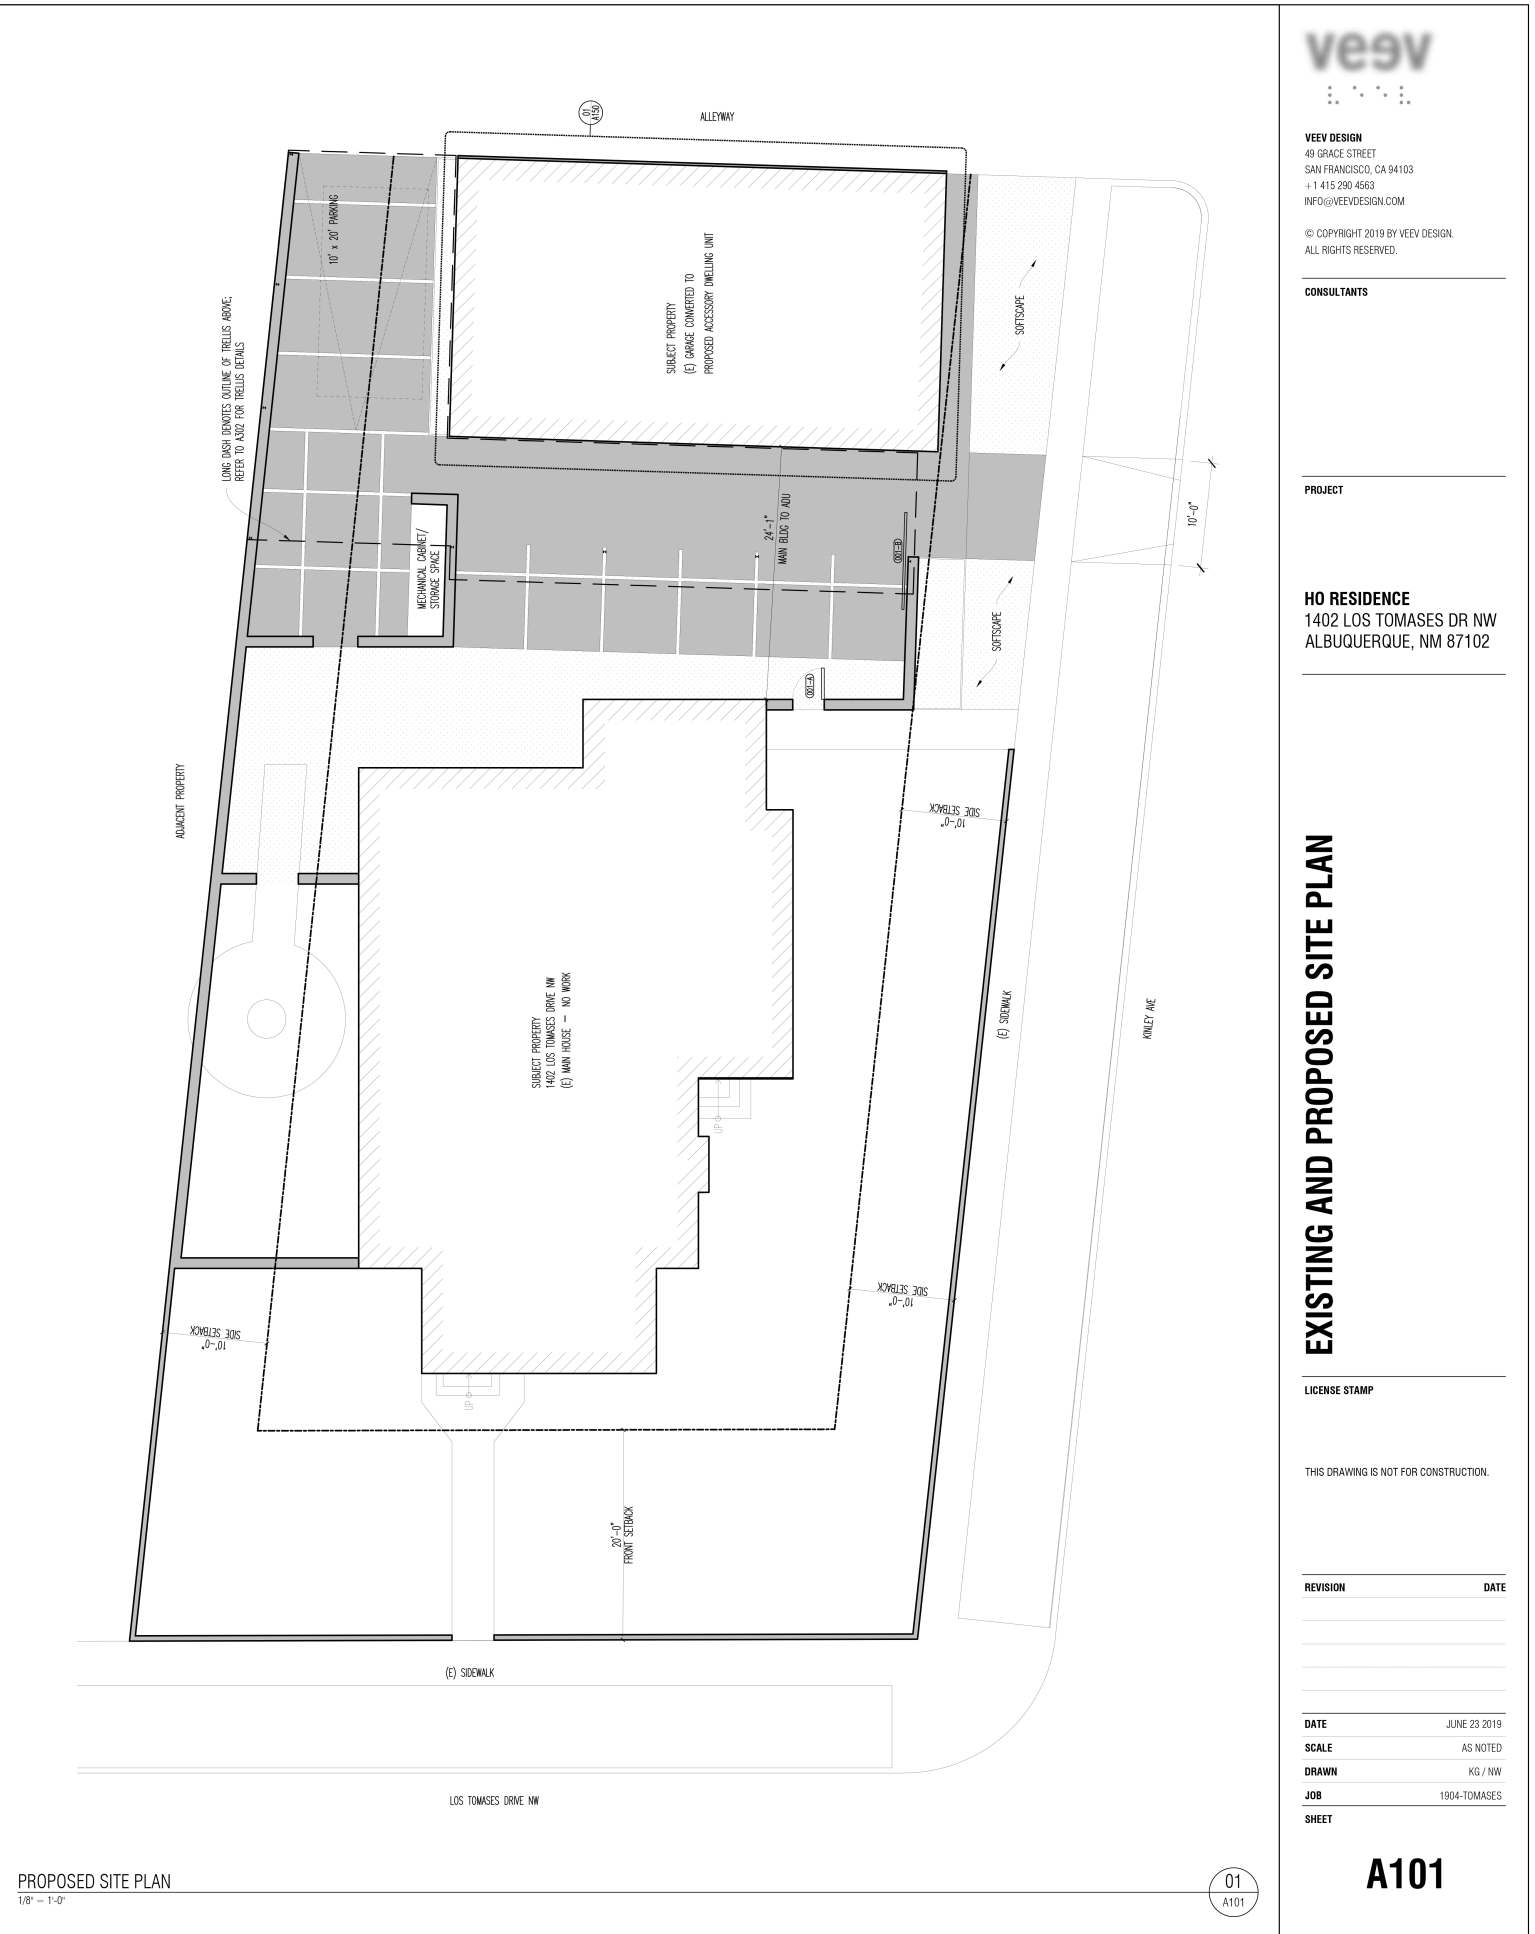 ALLEYWAY
01
A150
10' x 20' PARKING
LONG DASH DENOTES OUTLINE OF TRELLIS ABOVE;
REFER TO A302 FOR TRELLIS DETAILS
SUBJECT PROPERTY
(E) GARAGE CONVERTED TO
PROPOSED ACCESSORY DWELLING UNIT
SOFTSCAPE
10'-0"
MECHANICAL CABINET/
STORAGE SPACE
24'-1"
MAIN BLDG TO ADU
001-B
SOFTSCAPE
001-A
ADJACENT PROPERTY
10'-0"
SIDE SETBACK
SUBJECT PROPERTY
1402 LOS TOMASES DRIVE NW
(E) MAIN HOUSE – NO WORK
(E) SIDEWALK
KINLEY AVE
UP
10'-0"
SIDE SETBACK
10'-0"
SIDE SETBACK
UP
20'-0"
FRONT SETBACK
(E) SIDEWALK
LOS TOMASES DRIVE NW
PROPOSED SITE PLAN
1/8" – 1'-0"
01
A101
veev
VEEV DESIGN
49 GRACE STREET
SAN FRANCISCO, CA 94103
+1 415 290 4563
INFO@VEEVDESIGN.COM
© COPYRIGHT 2019 BY VEEV DESIGN.
ALL RIGHTS RESERVED.
CONSULTANTS
PROJECT
HO RESIDENCE
1402 LOS TOMASES DR NW
ALBUQUERQUE, NM 87102
EXISTING AND PROPOSED SITE PLAN
LICENSE STAMP
THIS DRAWING IS NOT FOR CONSTRUCTION.
REVISION DATE
DATE JUNE 23 2019
SCALE AS NOTED
DRAWN KG / NW
JOB 1904-TOMASES
SHEET
A101